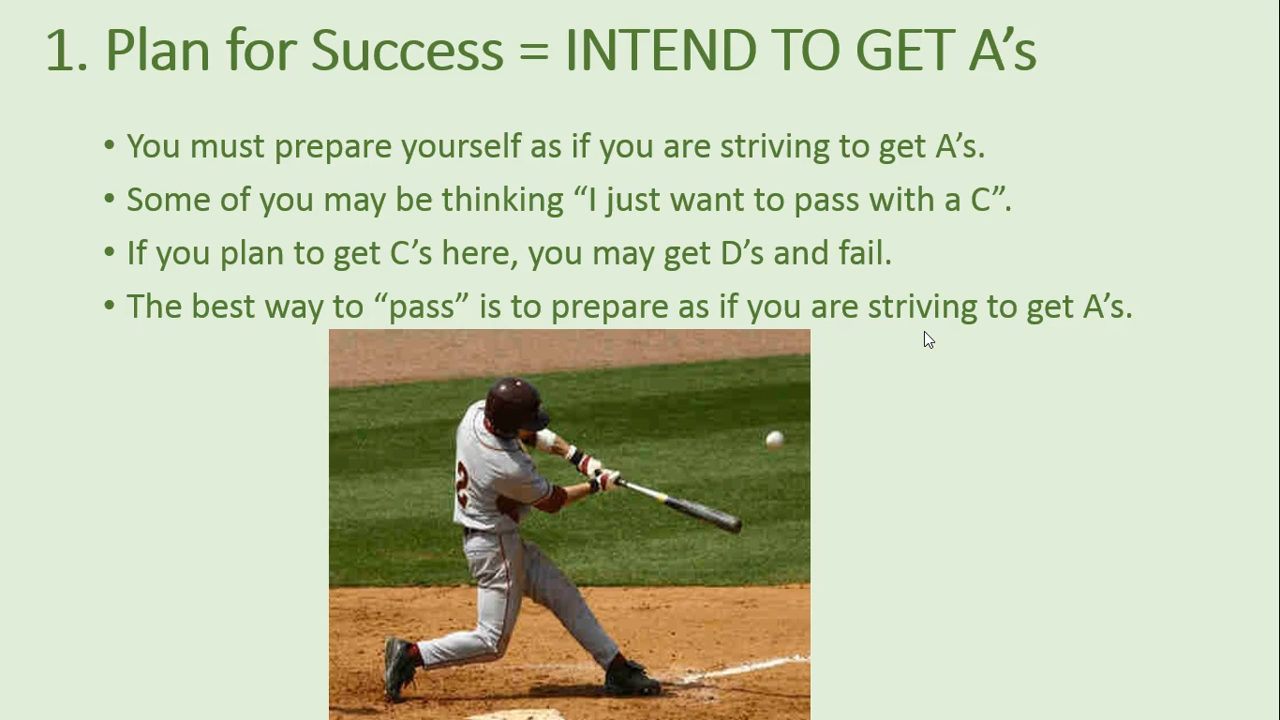 1. Plan for Success = INTEND TO GET A’s
• You must prepare yourself as if you are striving to get A’s.
• Some of you may be thinking “I just want to pass with a C”.
• If you plan to get C’s here, you may get D’s and fail.
• The best way to “pass” is to prepare as if you are striving to get A’s.
2